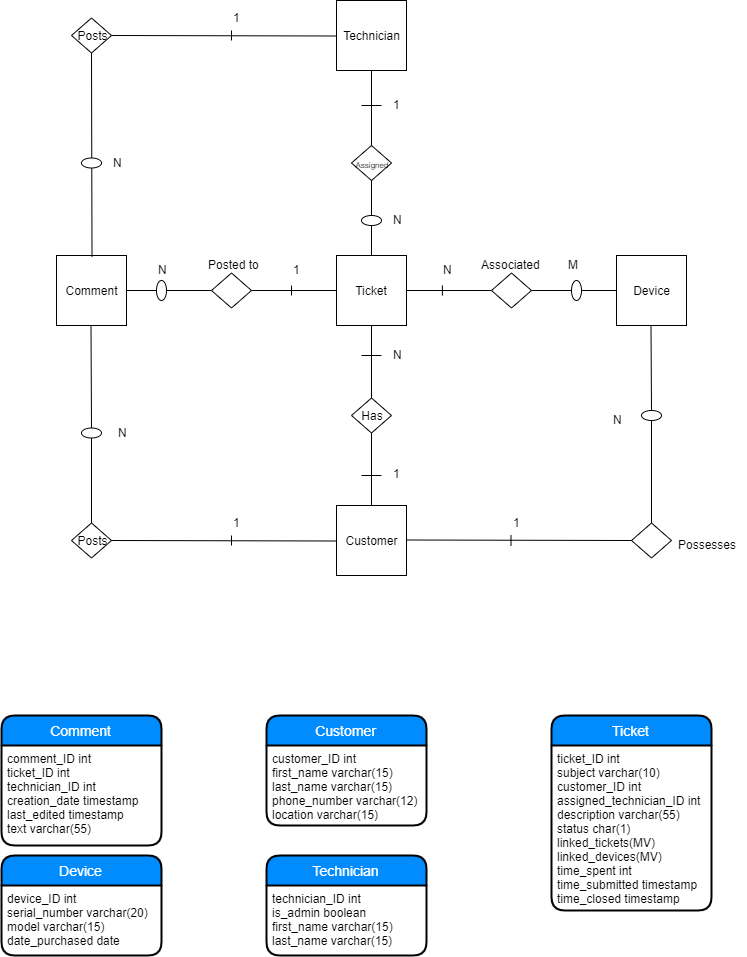 1
Posts
Technician
1
Assigned
N
N
Posted to
Associated
N
1
N
M
Comment
Ticket
Device
N
Has
N
N
1
1
1
Posts
Customer
Possesses
Comment
comment_ID int
ticket_ID int
technician_ID int
creation_date timestamp
last_edited timestamp
text varchar(55)
Customer
customer_ID int
first_name varchar(15)
last_name varchar(15)
phone_number varchar(12)
location varchar(15)
Ticket
ticket_ID int
subject varchar(10)
customer_ID int
assigned_technician_ID int
description varchar(55)
status char(1)
linked_tickets(MV)
linked_devices(MV)
time_spent int
time_submitted timestamp
time_closed timestamp
Device
device_ID int
serial_number varchar(20)
model varchar(15)
date_purchased date
Technician
technician_ID int
is_admin boolean
first_name varchar(15)
last_name varchar(15)